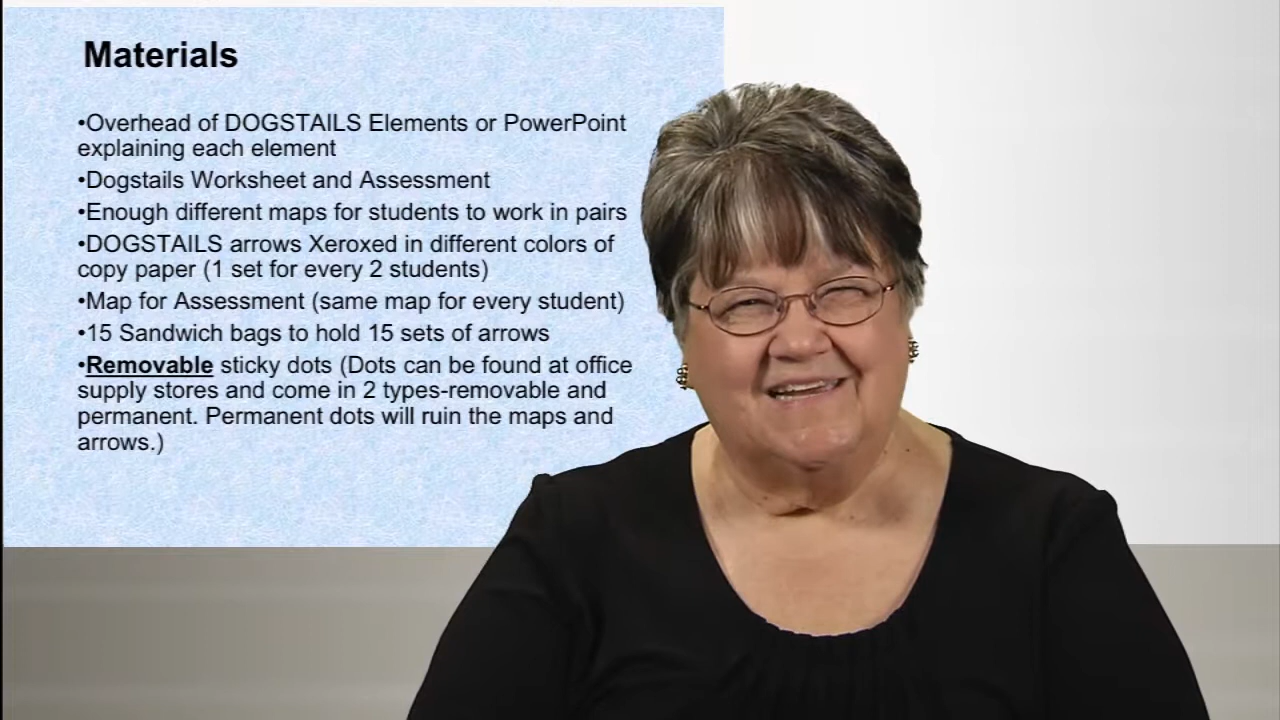 Materials
•Overhead of DOGSTAILS Elements or PowerPoint
explaining each element
•Dogstails Worksheet and Assessment
•Enough different maps for students to work in pairs
•DOGSTAILS arrows Xeroxed in different colors of
copy paper (1 set for every 2 students)
•Map for Assessment (same map for every student)
•15 Sandwich bags to hold 15 sets of arrows
•Removable sticky dots (Dots can be found at office
supply stores and come in 2 types-removable and
permanent. Permanent dots will ruin the maps and
arrows.)